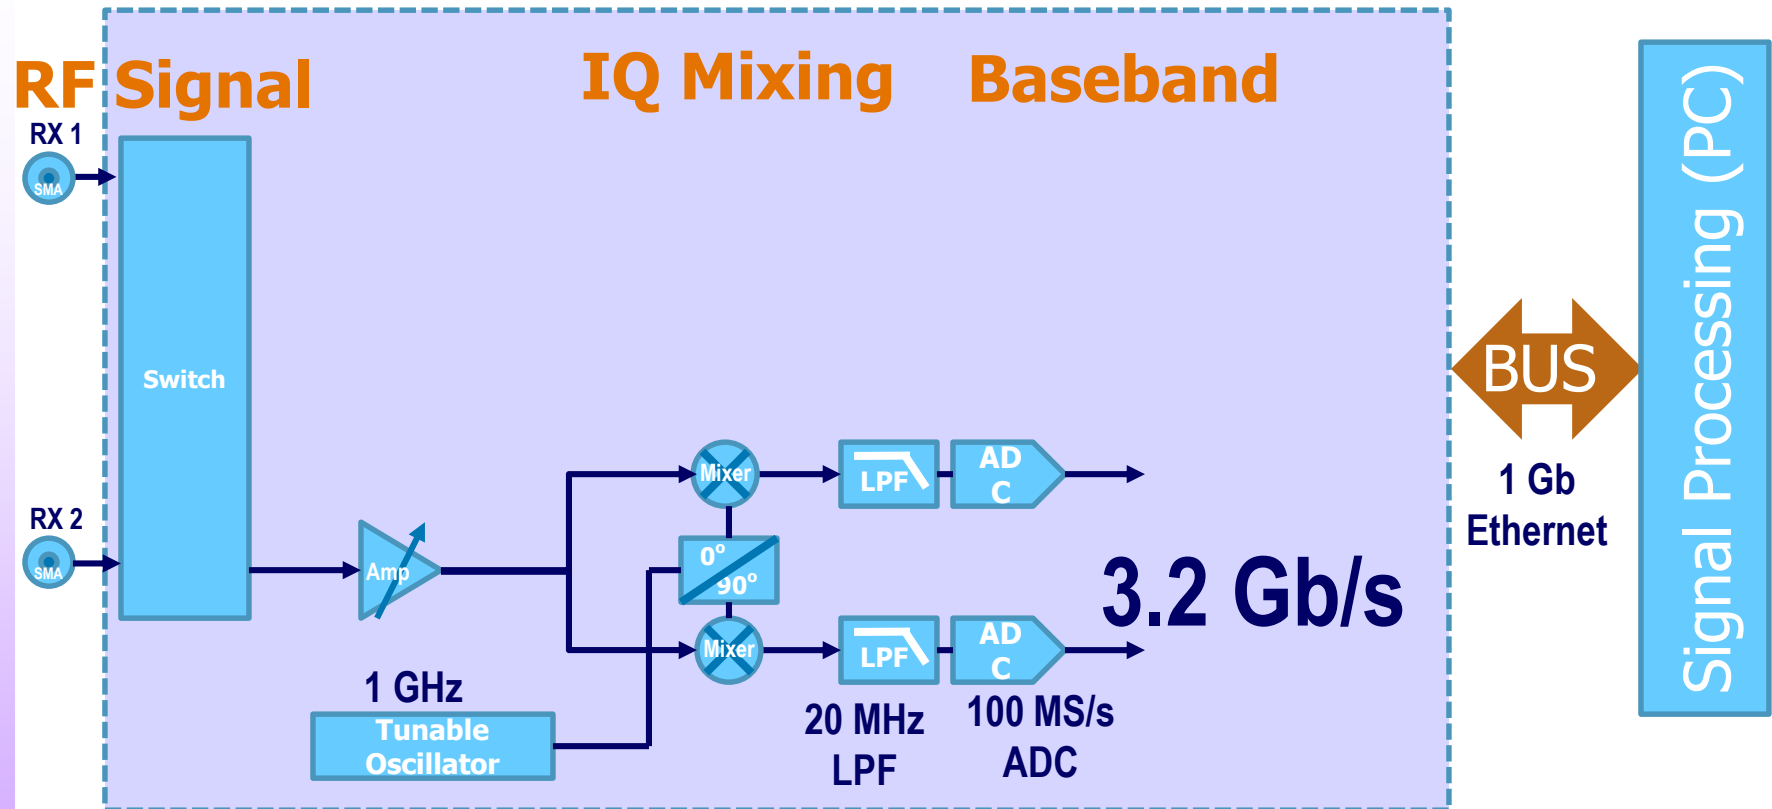 RF Signal
IQ Mixing
Baseband
RX 1
SMA
Switch
RX 2
SMA
Amp
Mixer
LPF
AD
C
0°
90°
Mixer
LPF
AD
C
1 GHz
Tunable
Oscillator
20 MHz
LPF
100 MS/s
ADC
3.2 Gb/s
BUS
1 Gb
Ethernet
Signal Processing (PC)